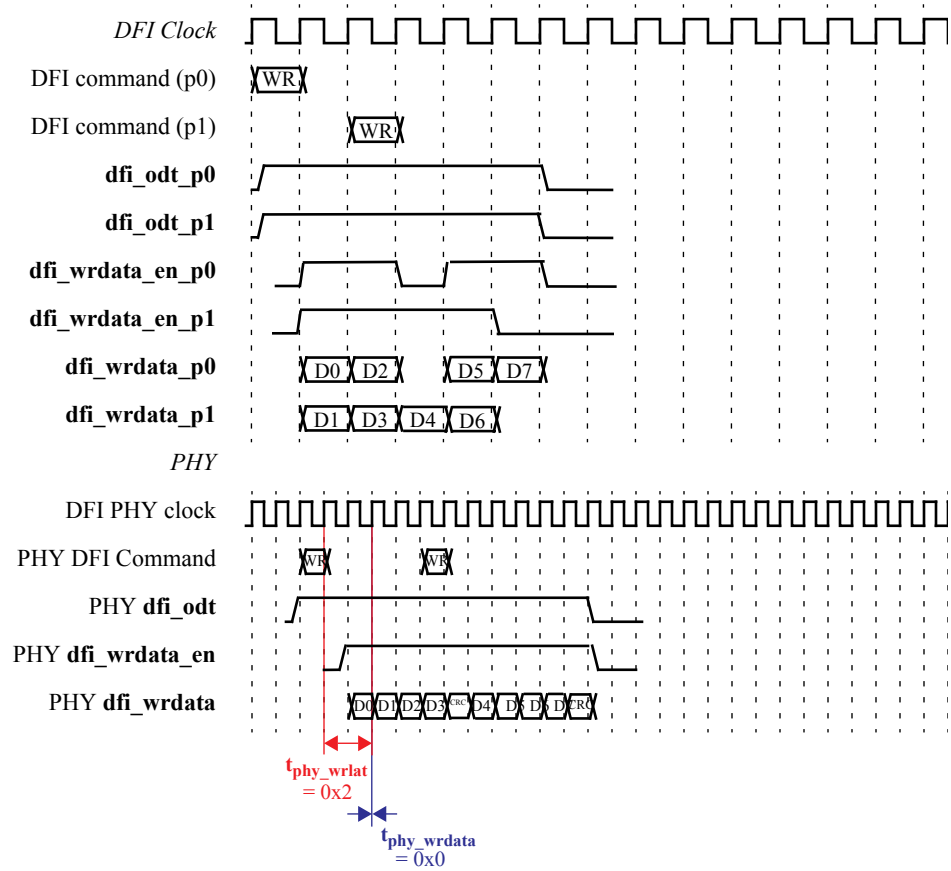 DFI Clock
DFI command (p0) WR
DFI command (p1) WR
dfi_odt_p0
dfi_odt_p1
dfi_wrdata_en_p0
dfi_wrdata_en_p1
dfi_wrdata_p0 D0 D2 D5 D7
dfi_wrdata_p1 D1 D3 D4 D6
PHY
DFI PHY clock
PHY DFI Command WR WR
PHY dfi_odt
PHY dfi_wrdata_en
PHY dfi_wrdata D0 D1 D2 D3 CRC D4 D5 D D CRC
tphy_wrlat
= 0x2
tphy_wrdata
= 0x0